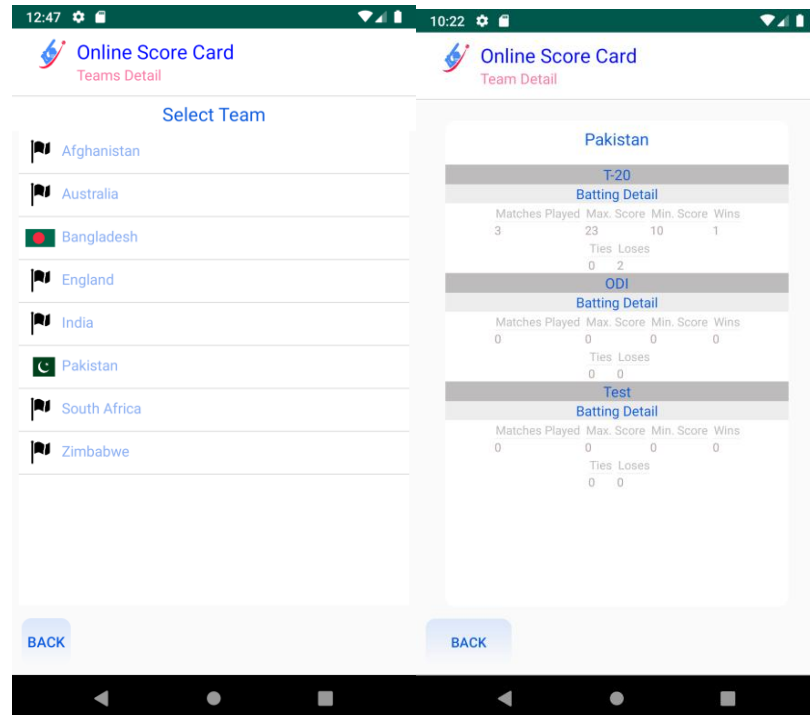 12:47
Online Score Card
Teams Detail
Select Team
Afghanistan
Australia
Bangladesh
England
India
Pakistan
South Africa
Zimbabwe
BACK
10:22
Online Score Card
Team Detail
Pakistan
T-20
Batting Detail
Matches Played Max. Score Min. Score Wins
3 23 10 1
Ties Loses
0 2
ODI
Batting Detail
Matches Played Max. Score Min. Score Wins
0 0 0 0
Ties Loses
0 0
Test
Batting Detail
Matches Played Max. Score Min. Score Wins
0 0 0 0
Ties Loses
0 0
BACK